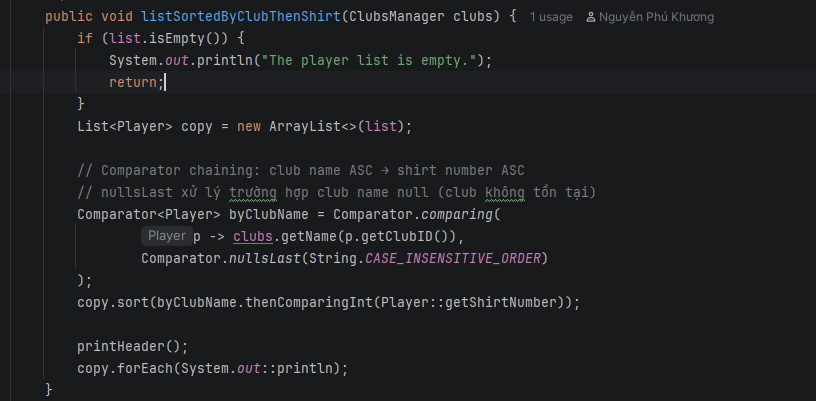 public void listSortedByClubThenShirt(ClubsManager clubs) { 1 usage Nguyễn Phú Khương
if (list.isEmpty()) {
System.out.println("The player list is empty.");
return;
}
List<Player> copy = new ArrayList<>(list);
// Comparator chaining: club name ASC → shirt number ASC
// nullsLast xử lý trường hợp club name null (club không tồn tại)
Comparator<Player> byClubName = Comparator.comparing(
Player p -> clubs.getName(p.getClubID()),
Comparator.nullsLast(String.CASE_INSENSITIVE_ORDER)
);
copy.sort(byClubName.thenComparingInt(Player::getShirtNumber));
printHeader();
copy.forEach(System.out::println);
}